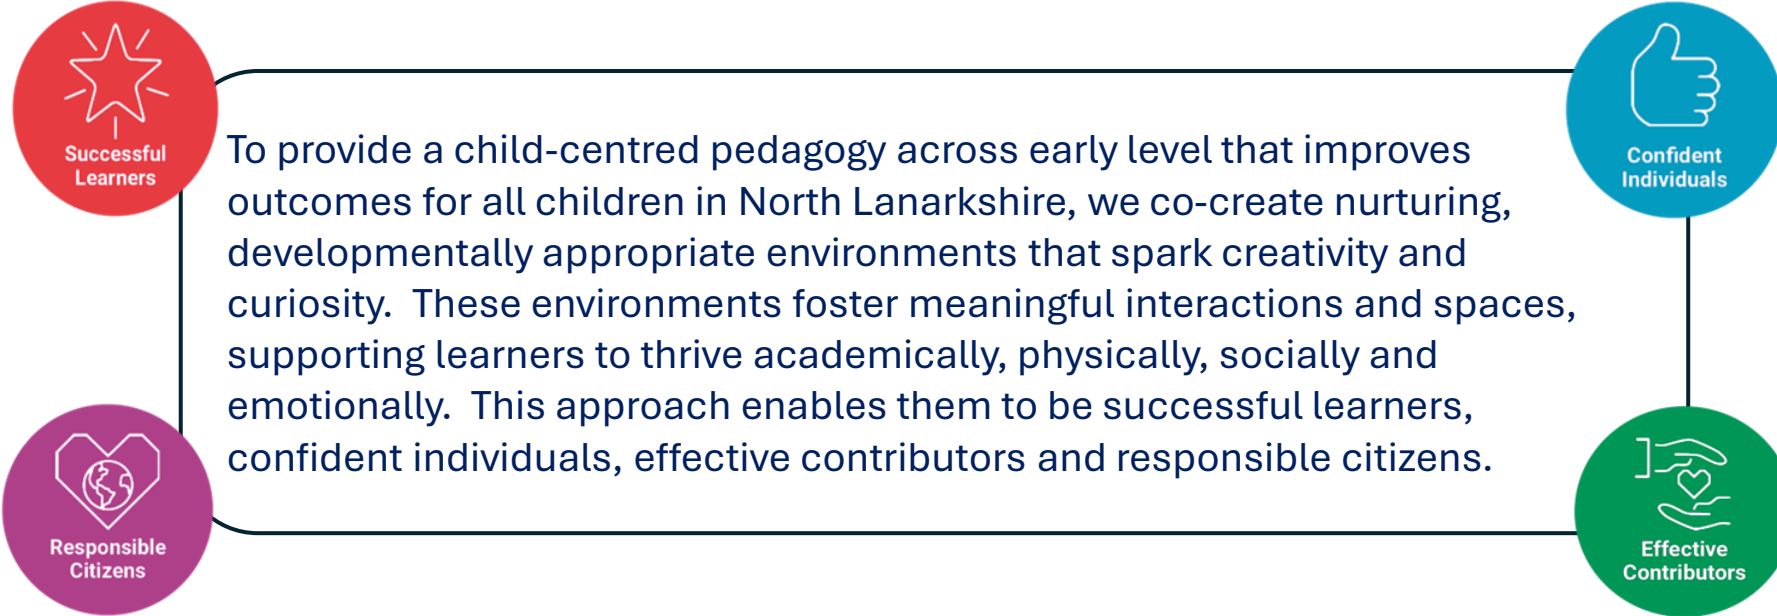 Successful
Learners
Confident
Individuals
To provide a child-centred pedagogy across early level that improves
outcomes for all children in North Lanarkshire, we co-create nurturing,
developmentally appropriate environments that spark creativity and
curiosity.  These environments foster meaningful interactions and spaces,
supporting learners to thrive academically, physically, socially and
emotionally.  This approach enables them to be successful learners,
confident individuals, effective contributors and responsible citizens.
Responsible
Citizens
Effective
Contributors